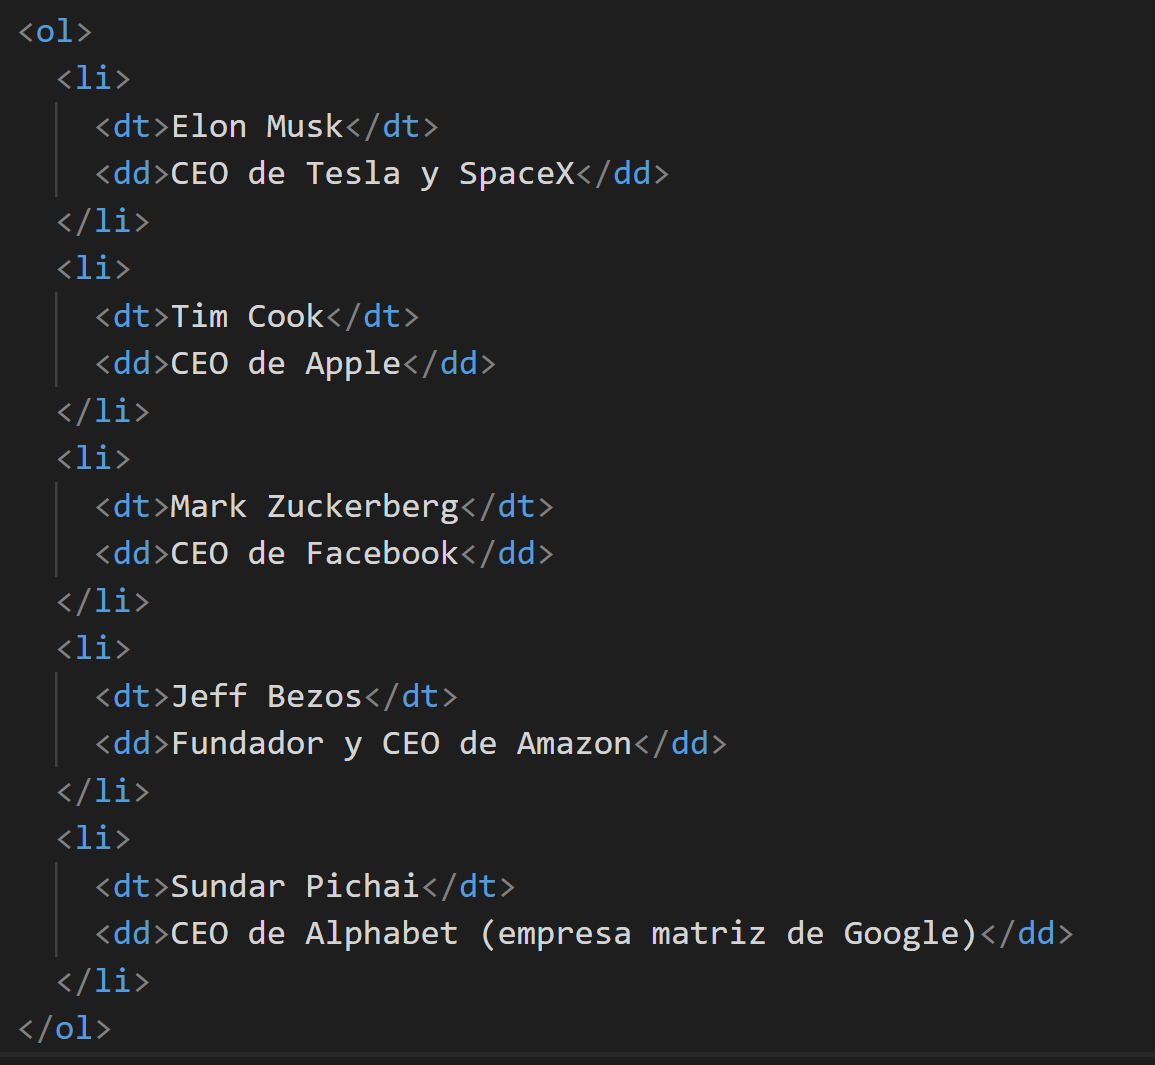 <ol>
<li>
<dt>Elon Musk</dt>
<dd>CEO de Tesla y SpaceX</dd>
</li>
<li>
<dt>Tim Cook</dt>
<dd>CEO de Apple</dd>
</li>
<li>
<dt>Mark Zuckerberg</dt>
<dd>CEO de Facebook</dd>
</li>
<li>
<dt>Jeff Bezos</dt>
<dd>Fundador y CEO de Amazon</dd>
</li>
<li>
<dt>Sundar Pichai</dt>
<dd>CEO de Alphabet (empresa matriz de Google)</dd>
</li>
</ol>